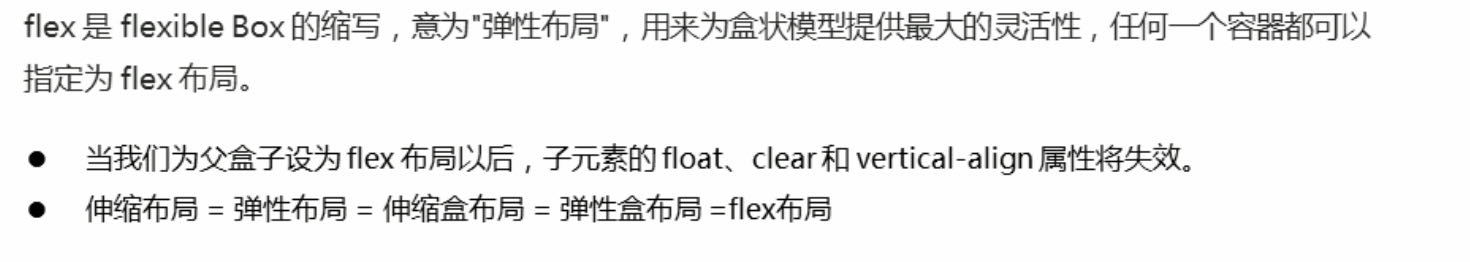 flex 是 flexible Box 的缩写，意为"弹性布局"，用来为盒状模型提供最大的灵活性，任何一个容器都可以
指定为 flex 布局。
● 当我们为父盒子设为 flex 布局以后，子元素的 float、clear 和 vertical-align 属性将失效。
● 伸缩布局 = 弹性布局 = 伸缩盒布局 = 弹性盒布局 =flex布局